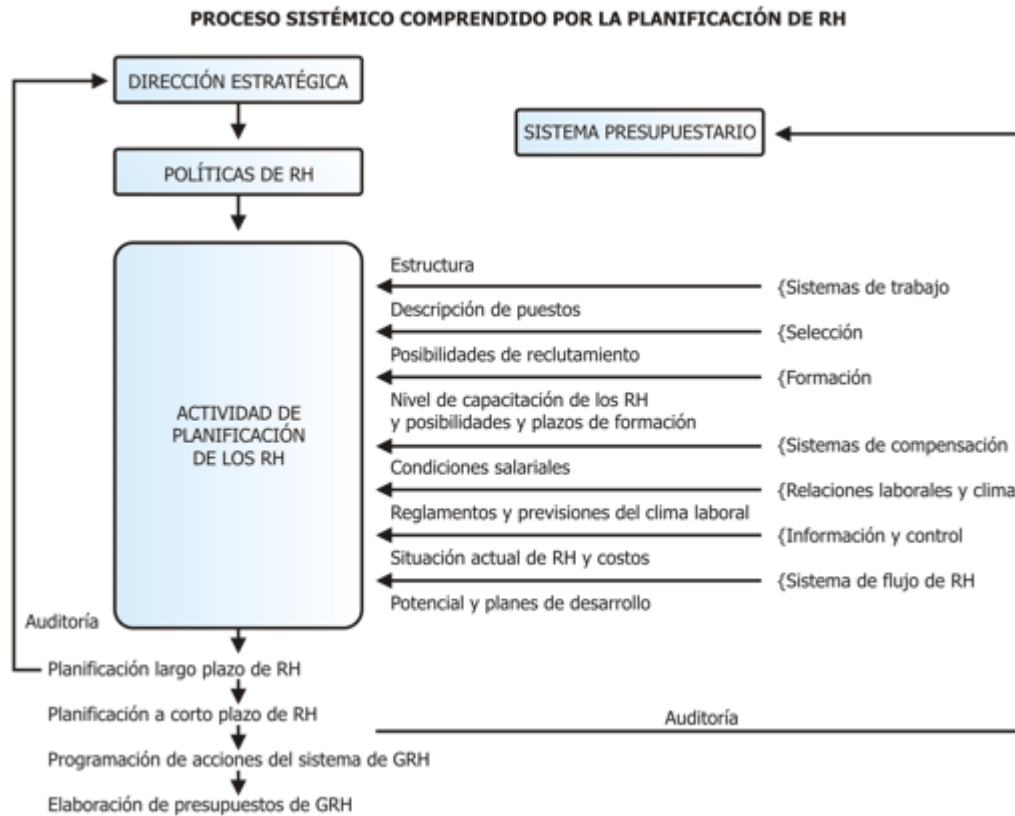 PROCESO SISTÉMICO COMPRENDIDO POR LA PLANIFICACIÓN DE RH
DIRECCIÓN ESTRATÉGICA
SISTEMA PRESUPUESTARIO
POLÍTICAS DE RH
ACTIVIDAD DE
PLANIFICACIÓN
DE LOS RH
Estructura
{Sistemas de trabajo
Descripción de puestos
{Selección
Posibilidades de reclutamiento
{Formación
Nivel de capacitación de los RH
y posibilidades y plazos de formación
{Sistemas de compensación
Condiciones salariales
{Relaciones laborales y clima
Reglamentos y previsiones del clima laboral
{Información y control
Situación actual de RH y costos
{Sistema de flujo de RH
Potencial y planes de desarrollo
Auditoría
Planificación largo plazo de RH
Planificación a corto plazo de RH
Auditoría
Programación de acciones del sistema de GRH
Elaboración de presupuestos de GRH